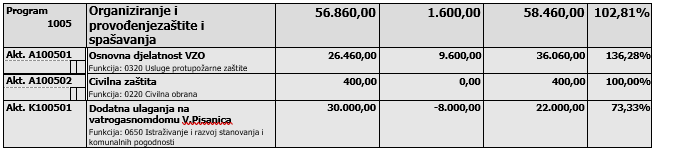 Program Organiziranje i 56.860,00 1.600,00 58.460,00 102,81%
1005 provođenjezaštite i
spašavanja
Akt. A100501 Osnovna djelatnost VZO 26.460,00 9.600,00 36.060,00 136,28%
Funkcija: 0320 Usluge protupožarne zaštite
Akt. A100502 Civilna zaštita 400,00 0,00 400,00 100,00%
Funkcija: 0220 Civilna obrana
Akt. K100501 Dodatna ulaganja na 30.000,00 -8.000,00 22.000,00 73,33%
vatrogasnomdomu V.Pisanica
Funkcija: 0650 Istraživanje i razvoj stanovanja i
komunalnih pogodnosti